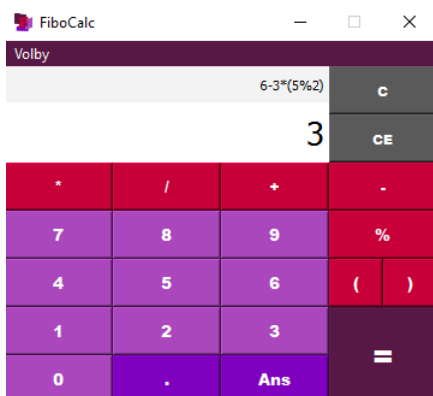 FiboCalc
Volby
6-3*(5%2)
C
3
CE
* / + -
7 8 9 %
4 5 6 ( )
1 2 3
=
0 . Ans